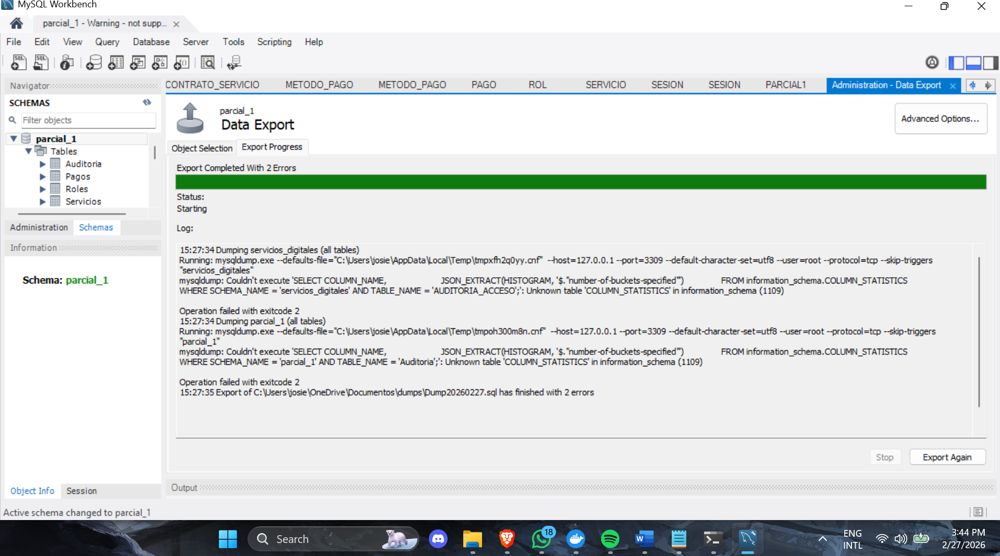 MySQL Workbench
parcial_1 - Warning - not supp...
File Edit View Query Database Server Tools Scripting Help
Navigator
SCHEMAS
Filter objects
parcial_1
Tables
Auditoria
Pagos
Roles
Servicios
Administration Schemas
Information
Schema: parcial_1
Object Info Session
CONTRATO_SERVICIO METODO_PAGO METODO_PAGO PAGO ROL SERVICIO SESION SESION PARCIAL1 Administration - Data Export
parcial_1
Data Export
Advanced Options...
Object Selection Export Progress
Export Completed With 2 Errors
Status:
Starting
Log:
15:27:34 Dumping servicios_digitales (all tables)
Running: mysqldump.exe --defaults-file="C:\Users\josie\AppData\Local\Temp\tmpxfh2q0yy.cnf" --host=127.0.0.1 --port=3309 --default-character-set=utf8 --user=root --protocol=tcp --skip-triggers
"servicios_digitales"
mysqldump: Couldn't execute 'SELECT COLUMN_NAME, JSON_EXTRACT(HISTOGRAM, '$."number-of-buckets-specified"') FROM information_schema.COLUMN_STATISTICS
WHERE SCHEMA_NAME = 'servicios_digitales' AND TABLE_NAME = 'AUDITORIA_ACCESO';': Unknown table 'COLUMN_STATISTICS' in information_schema (1109)
Operation failed with exitcode 2
15:27:34 Dumping parcial_1 (all tables)
Running: mysqldump.exe --defaults-file="C:\Users\josie\AppData\Local\Temp\tmpoh300m8n.cnf" --host=127.0.0.1 --port=3309 --default-character-set=utf8 --user=root --protocol=tcp --skip-triggers
"parcial_1"
mysqldump: Couldn't execute 'SELECT COLUMN_NAME, JSON_EXTRACT(HISTOGRAM, '$."number-of-buckets-specified"') FROM information_schema.COLUMN_STATISTICS
WHERE SCHEMA_NAME = 'parcial_1' AND TABLE_NAME = 'Auditoria';': Unknown table 'COLUMN_STATISTICS' in information_schema (1109)
Operation failed with exitcode 2
15:27:35 Export of C:\Users\josie\OneDrive\Documentos\dumps\Dump20260227.sql has finished with 2 errors
Stop Export Again
Output
Active schema changed to parcial_1
Search
18
ENG
INTL
3:44 PM
2/27/2026